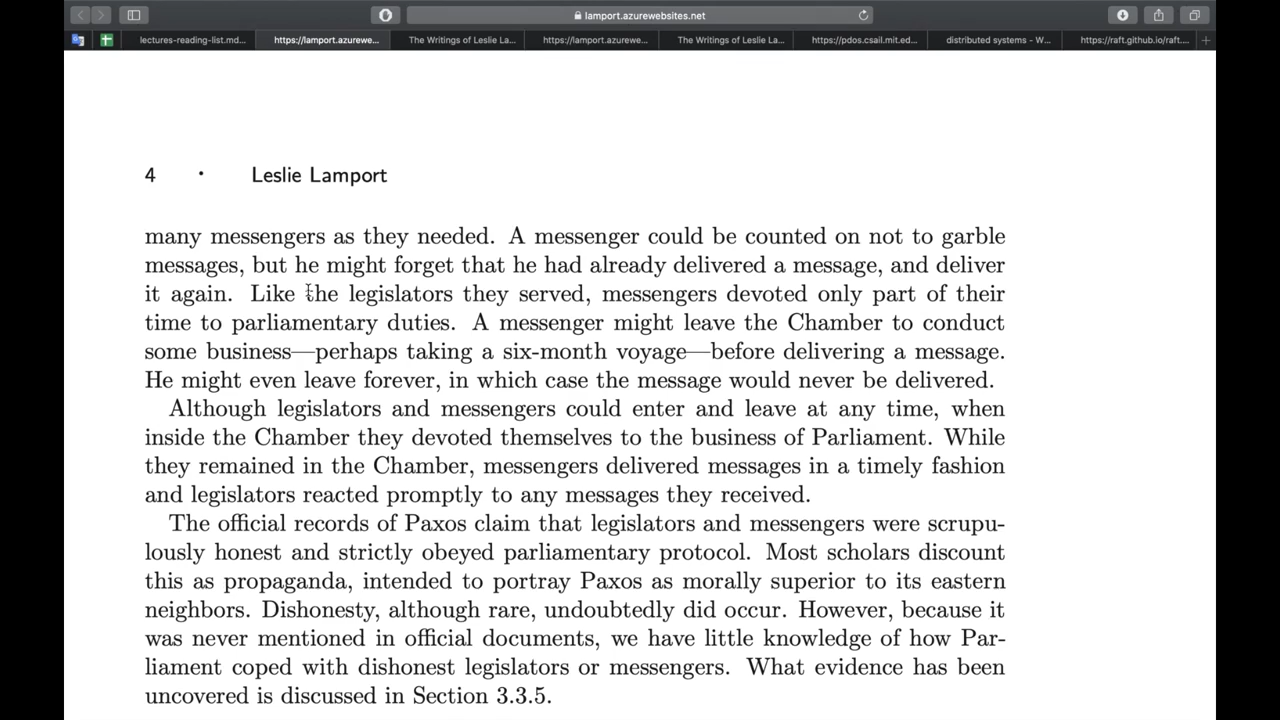 lamport.azurewebsites.net
lectures-reading-list.md...
https://lamport.azurewe...
The Writings of Leslie La...
https://lamport.azurewe...
The Writings of Leslie La...
https://pdos.csail.mit.ed...
distributed systems - W...
https://raft.github.io/raft....
4 · Leslie Lamport
many messengers as they needed. A messenger could be counted on not to garble
messages, but he might forget that he had already delivered a message, and deliver
it again. Like the legislators they served, messengers devoted only part of their
time to parliamentary duties. A messenger might leave the Chamber to conduct
some business—perhaps taking a six-month voyage—before delivering a message.
He might even leave forever, in which case the message would never be delivered.
Although legislators and messengers could enter and leave at any time, when
inside the Chamber they devoted themselves to the business of Parliament. While
they remained in the Chamber, messengers delivered messages in a timely fashion
and legislators reacted promptly to any messages they received.
The official records of Paxos claim that legislators and messengers were scrupu-
lously honest and strictly obeyed parliamentary protocol. Most scholars discount
this as propaganda, intended to portray Paxos as morally superior to its eastern
neighbors. Dishonesty, although rare, undoubtedly did occur. However, because it
was never mentioned in official documents, we have little knowledge of how Par-
liament coped with dishonest legislators or messengers. What evidence has been
uncovered is discussed in Section 3.3.5.